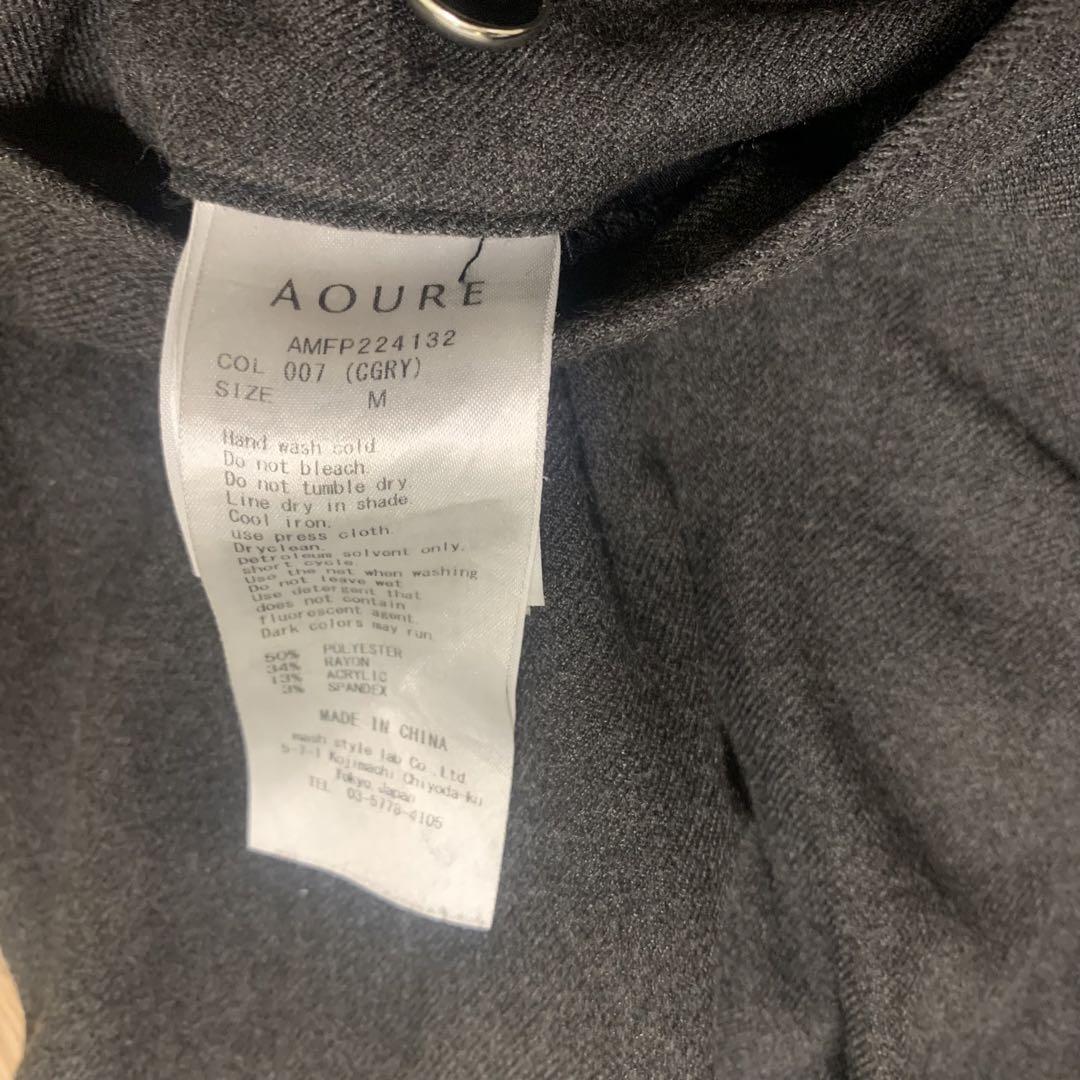 AOURE
AMFP224132
COL 007 (CGRY)
SIZE M
Hand wash cold.
Do not bleach.
Do not tumble dry
Line dry in shade.
Cool iron.
use press cloth.
Dryclean.
petroleum solvent only.
short cycle.
Use the net when washing
Do not leave wet
Use detergent that
does not contain
fluorescent agent.
Dark colors may run.
50% POLYESTER
34% RAYON
13% ACRYLIC
3% SPANDEX
MADE IN CHINA
mash style lab Co.,Ltd.
5-7-1 Kojimachi Chiyoda-ku
Tokyo Japan
TEL 03-5778-4105